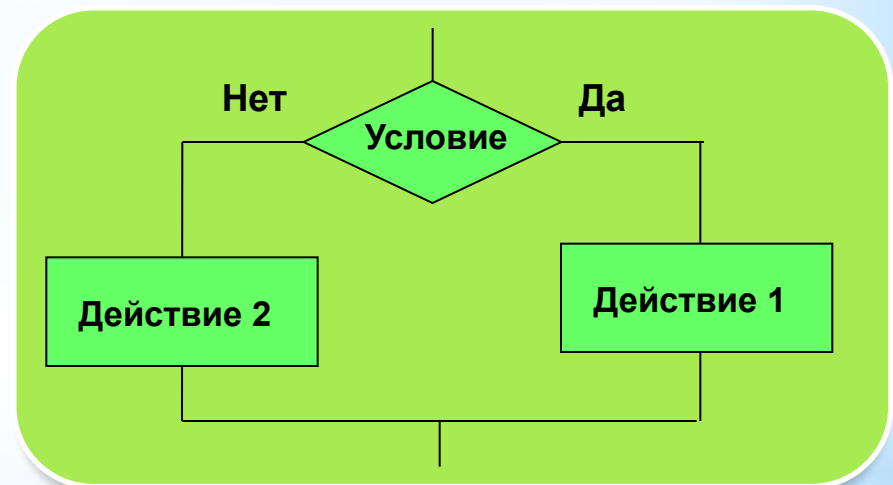 Нет
Да
Условие
Действие 2
Действие 1